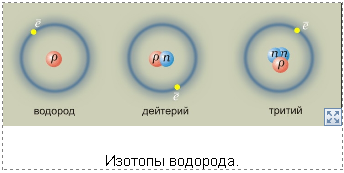 ē ē
p p n n n
p
ē
водород дейтерий тритий
Изотопы водорода.